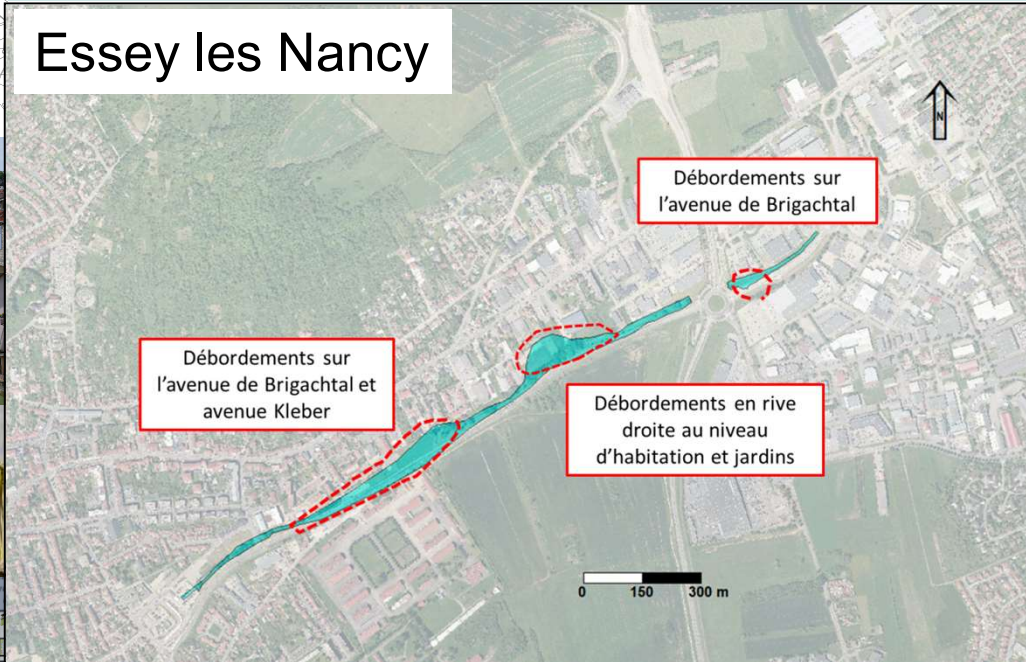 Essey les Nancy
N
Débordements sur
l'avenue de Brigachtal
Débordements sur
l'avenue de Brigachtal et
avenue Kleber
Débordements en rive
droite au niveau
d'habitation et jardins
0 150 300 m